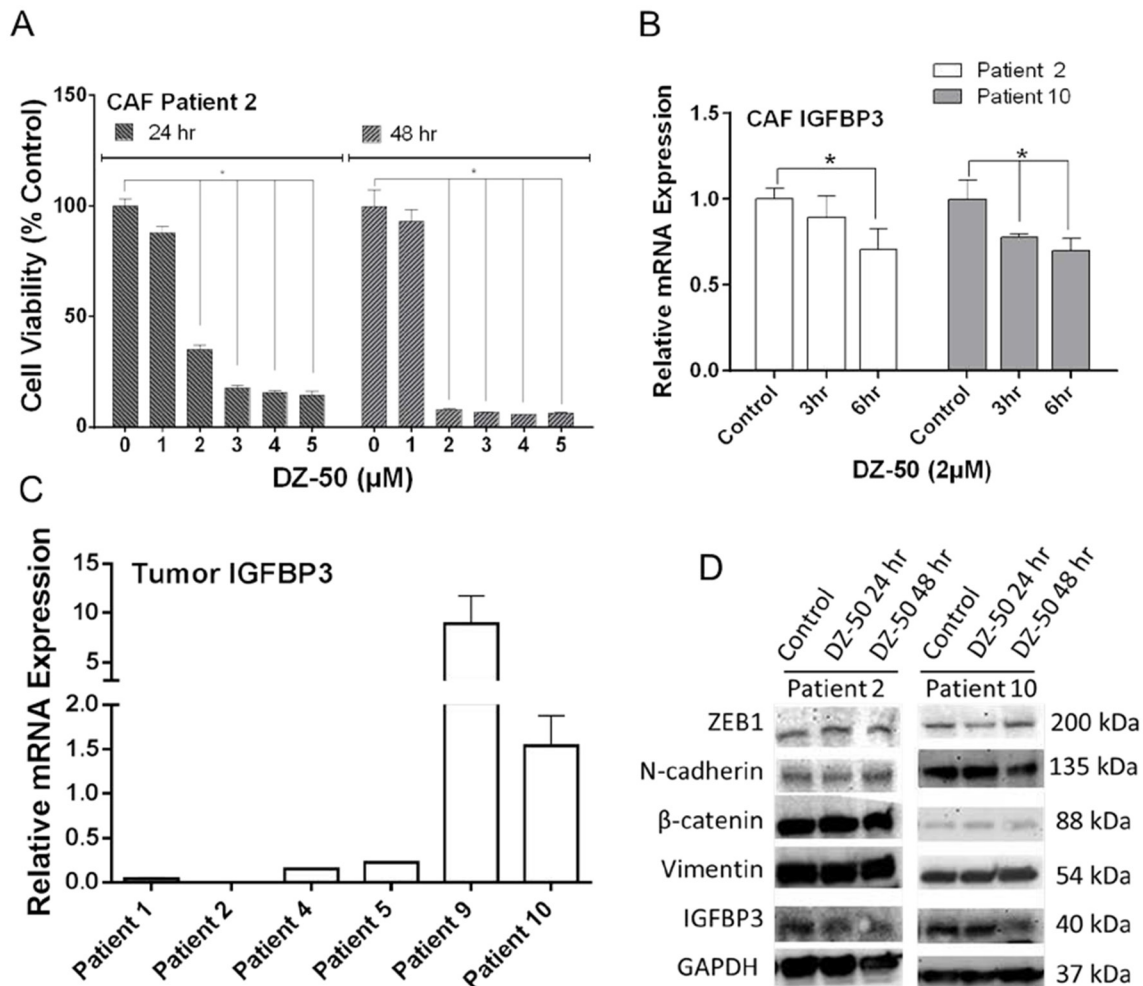 A
Cell Viability (% Control)
150
100
50
0
CAF Patient 2
24 hr
48 hr
*
*
0 1 2 3 4 5 0 1 2 3 4 5
DZ-50 (µM)
B
Relative mRNA Expression
1.5
1.0
0.5
0.0
Patient 2
Patient 10
CAF IGFBP3
*
*
Control 3hr 6hr Control 3hr 6hr
DZ-50 (2µM)
C
Relative mRNA Expression
15
10
5
2.0
1.5
1.0
0.5
0.0
Tumor IGFBP3
Patient 1 Patient 2 Patient 4 Patient 5 Patient 9 Patient 10
D
Control DZ-50 24 hr DZ-50 48 hr Control DZ-50 24 hr DZ-50 48 hr
Patient 2 Patient 10
ZEB1 200 kDa
N-cadherin 135 kDa
β-catenin 88 kDa
Vimentin 54 kDa
IGFBP3 40 kDa
GAPDH 37 kDa